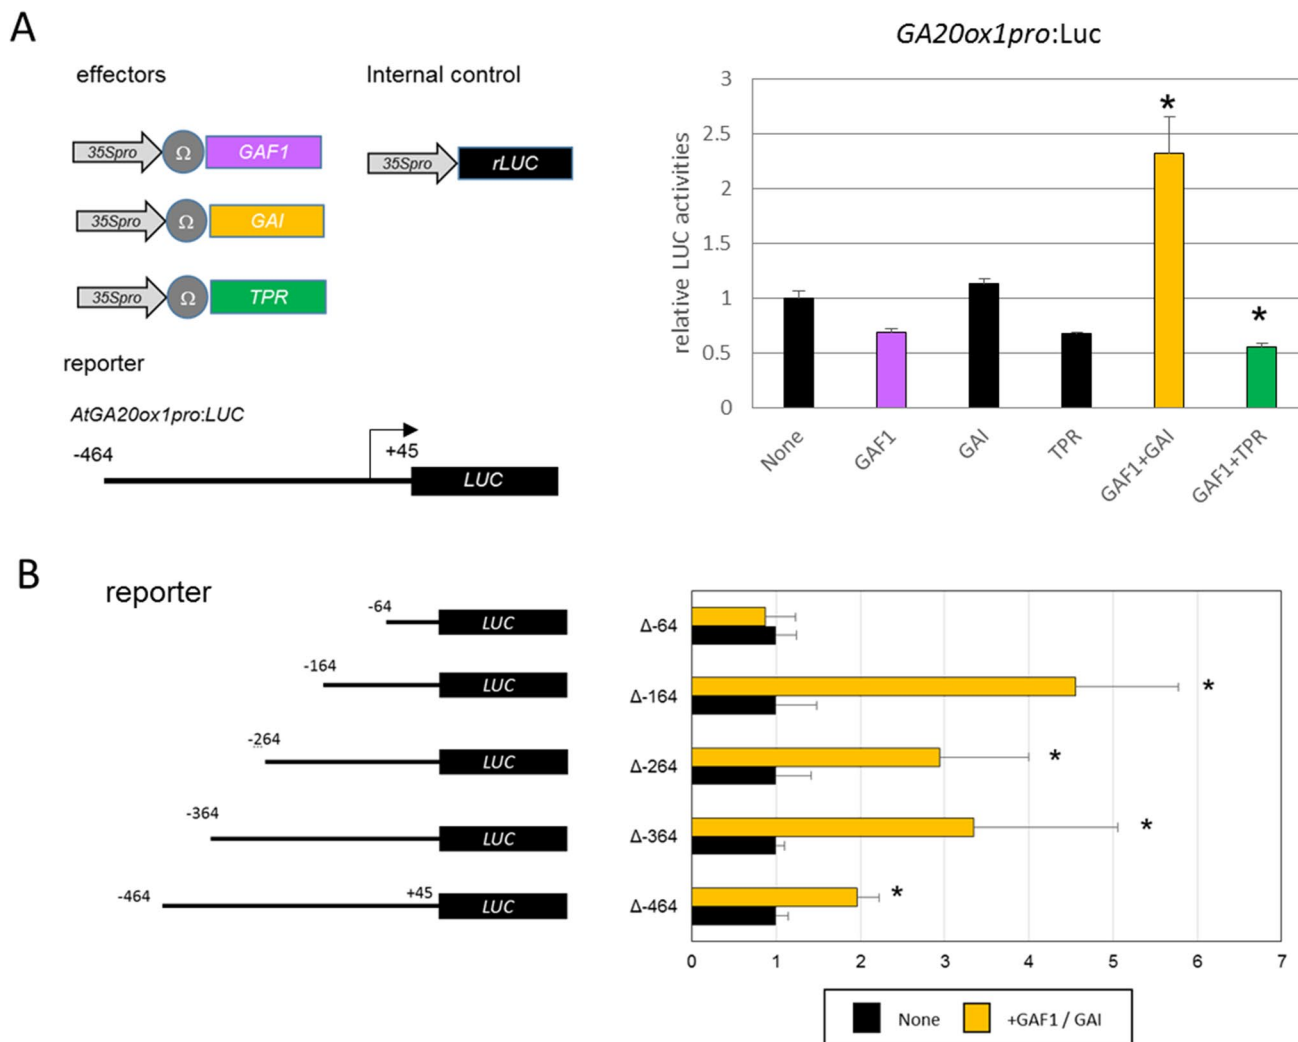 A
effectors
Internal control
35Spro Ω GAF1
35Spro rLUC
35Spro Ω GAI
35Spro Ω TPR
reporter
AtGA20ox1pro:LUC
-464
+45
LUC
GA20ox1pro:Luc
relative LUC activities
3
2.5
2
1.5
1
0.5
0
*
*
None
GAF1
GAI
TPR
GAF1+GAI
GAF1+TPR
B
reporter
-64
LUC
-164
LUC
-264
LUC
-364
LUC
-464
+45
LUC
Δ-64
Δ-164 *
Δ-264 *
Δ-364 *
Δ-464 *
0 1 2 3 4 5 6 7
None +GAF1 / GAI